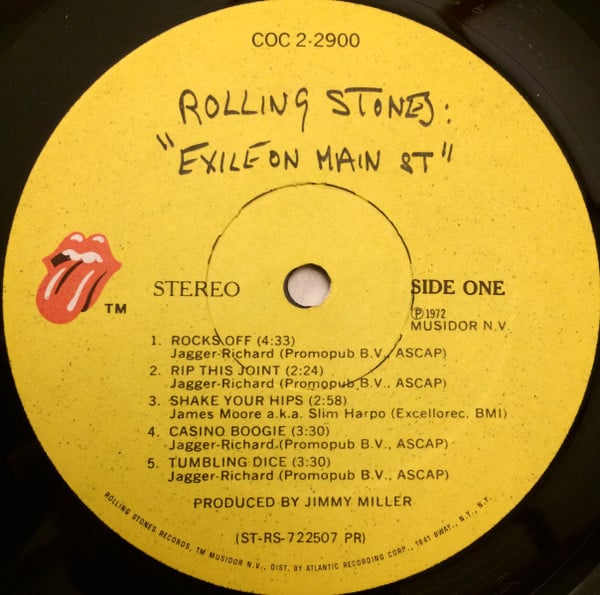 COC 2-2900
ROLLING STONES:
"EXILE ON MAIN ST"
TM
STEREO
SIDE ONE
Ⓟ1972
MUSIDOR N.V.
1. ROCKS OFF (4:33)
Jagger-Richard (Promopub B.V., ASCAP)
2. RIP THIS JOINT (2:24)
Jagger-Richard (Promopub B.V., ASCAP)
3. SHAKE YOUR HIPS (2:58)
James Moore a.k.a. Slim Harpo (Excellorec, BMI)
4. CASINO BOOGIE (3:30)
Jagger-Richard (Promopub B.V., ASCAP)
5. TUMBLING DICE (3:30)
Jagger-Richard (Promopub B.V., ASCAP)
PRODUCED BY JIMMY MILLER
(ST-RS-722507 PR)
ROLLING STONES RECORDS, TM MUSIDOR N.V., DIST. BY ATLANTIC RECORDING CORP., 1841 BWAY., N.Y., N.Y.